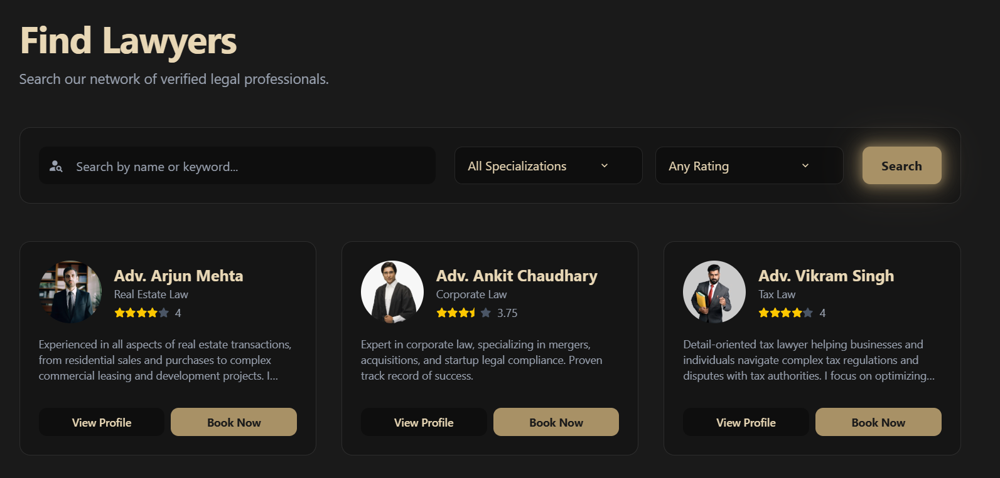 Find Lawyers
Search our network of verified legal professionals.
Search by name or keyword...
All Specializations
Any Rating
Search
Adv. Arjun Mehta
Real Estate Law
4
Experienced in all aspects of real estate transactions,
from residential sales and purchases to complex
commercial leasing and development projects. I...
View Profile
Book Now
Adv. Ankit Chaudhary
Corporate Law
3.75
Expert in corporate law, specializing in mergers,
acquisitions, and startup legal compliance. Proven
track record of success.
View Profile
Book Now
Adv. Vikram Singh
Tax Law
4
Detail-oriented tax lawyer helping businesses and
individuals navigate complex tax regulations and
disputes with tax authorities. I focus on optimizing...
View Profile
Book Now